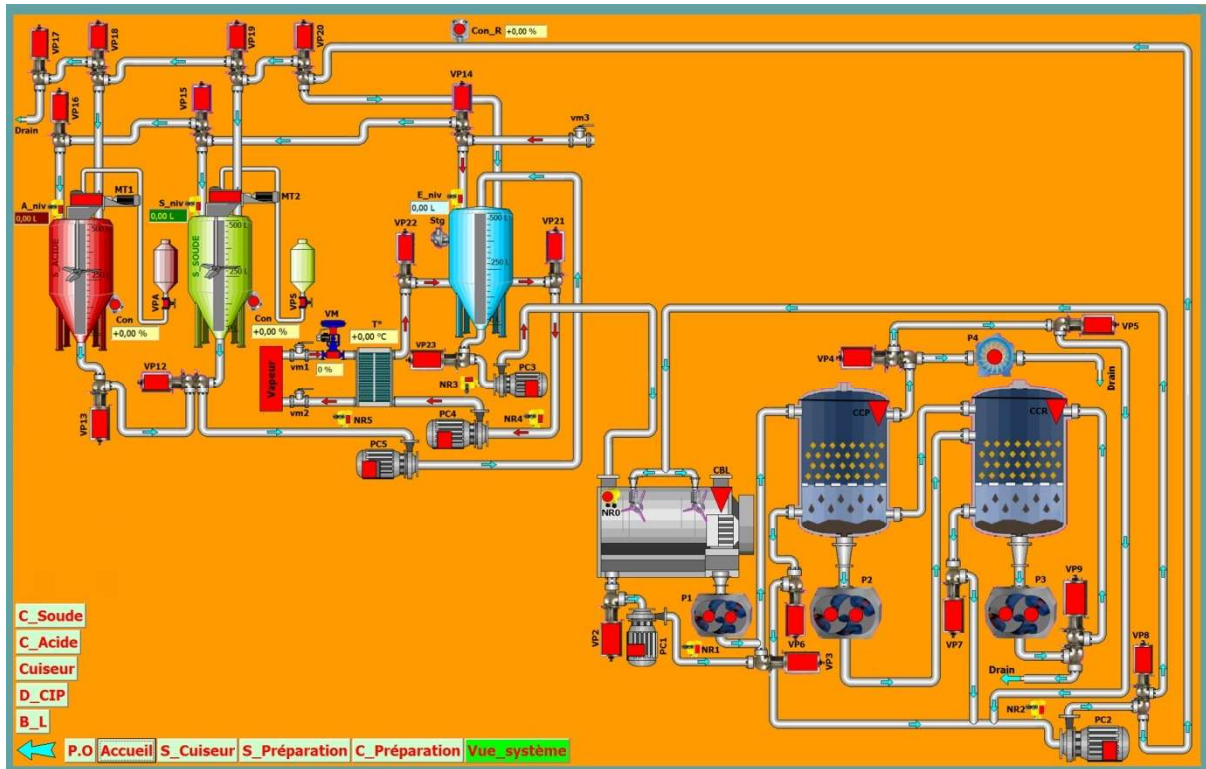 Con_R +0,00 %
VP17
VP18
VP19
VP20
VP16
VP15
VP14
Drain
vm3
MT1
MT2
A_niv
0,00 L
S_niv
0,00 L
E_niv
0,00 L
Stg
VP22
VP21
S_ACIDE
500 L
250 L
S_SOUDE
500 L
250 L
500 L
250 L
VPA
VPS
Con
+0,00 %
Con
+0,00 %
VM
T°
+0,00 °C
vm1
0 %
Vapeur
vm2
VP23
NR3
PC3
VP12
VP13
NR5
PC4
NR4
PC5
VP5
P4
VP4
Drain
CCP
CCR
CBL
NR0
P1
P2
P3
VP9
VP2
PC1
NR1
VP6
VP3
VP7
VP8
Drain
NR2
PC2
C_Soude
C_Acide
Cuiseur
D_CIP
B_L
P.O Accueil S_Cuiseur S_Préparation C_Préparation Vue_système